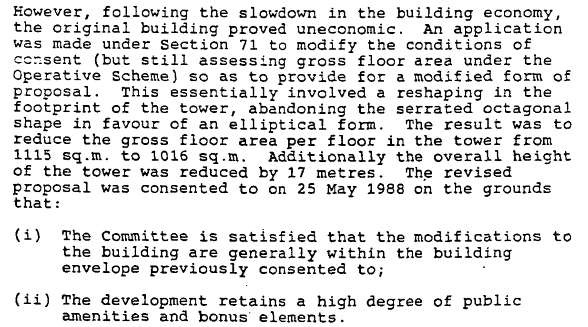 However, following the slowdown in the building economy,
the original building proved uneconomic. An application
was made under Section 71 to modify the conditions of
consent (but still assessing gross floor area under the
Operative Scheme) so as to provide for a modified form of
proposal. This essentially involved a reshaping in the
footprint of the tower, abandoning the serrated octagonal
shape in favour of an elliptical form. The result was to
reduce the gross floor area per floor in the tower from
1115 sq.m. to 1016 sq.m. Additionally the overall height
of the tower was reduced by 17 metres. The revised
proposal was consented to on 25 May 1988 on the grounds
that:
(i) The Committee is satisfied that the modifications to
the building are generally within the building
envelope previously consented to;
(ii) The development retains a high degree of public
amenities and bonus elements.